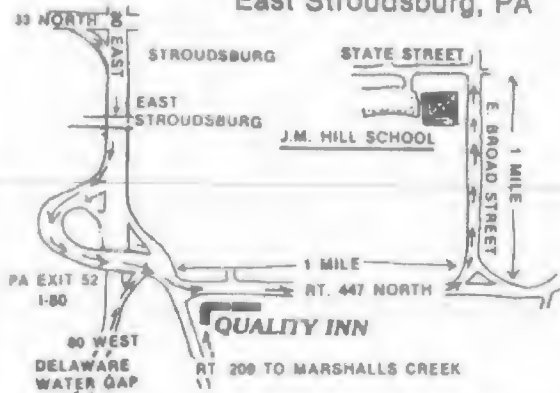 East Stroudsburg, PA
33 NORTH
80 EAST
STROUDSBURG
STATE STREET
EAST
STROUDSBURG
J.M. HILL SCHOOL
E. BROAD STREET
1 MILE
1 MILE
PA EXIT 52
I-80
RT. 447 NORTH
QUALITY INN
80 WEST
DELAWARE
WATER GAP
RT 209 TO MARSHALLS CREEK